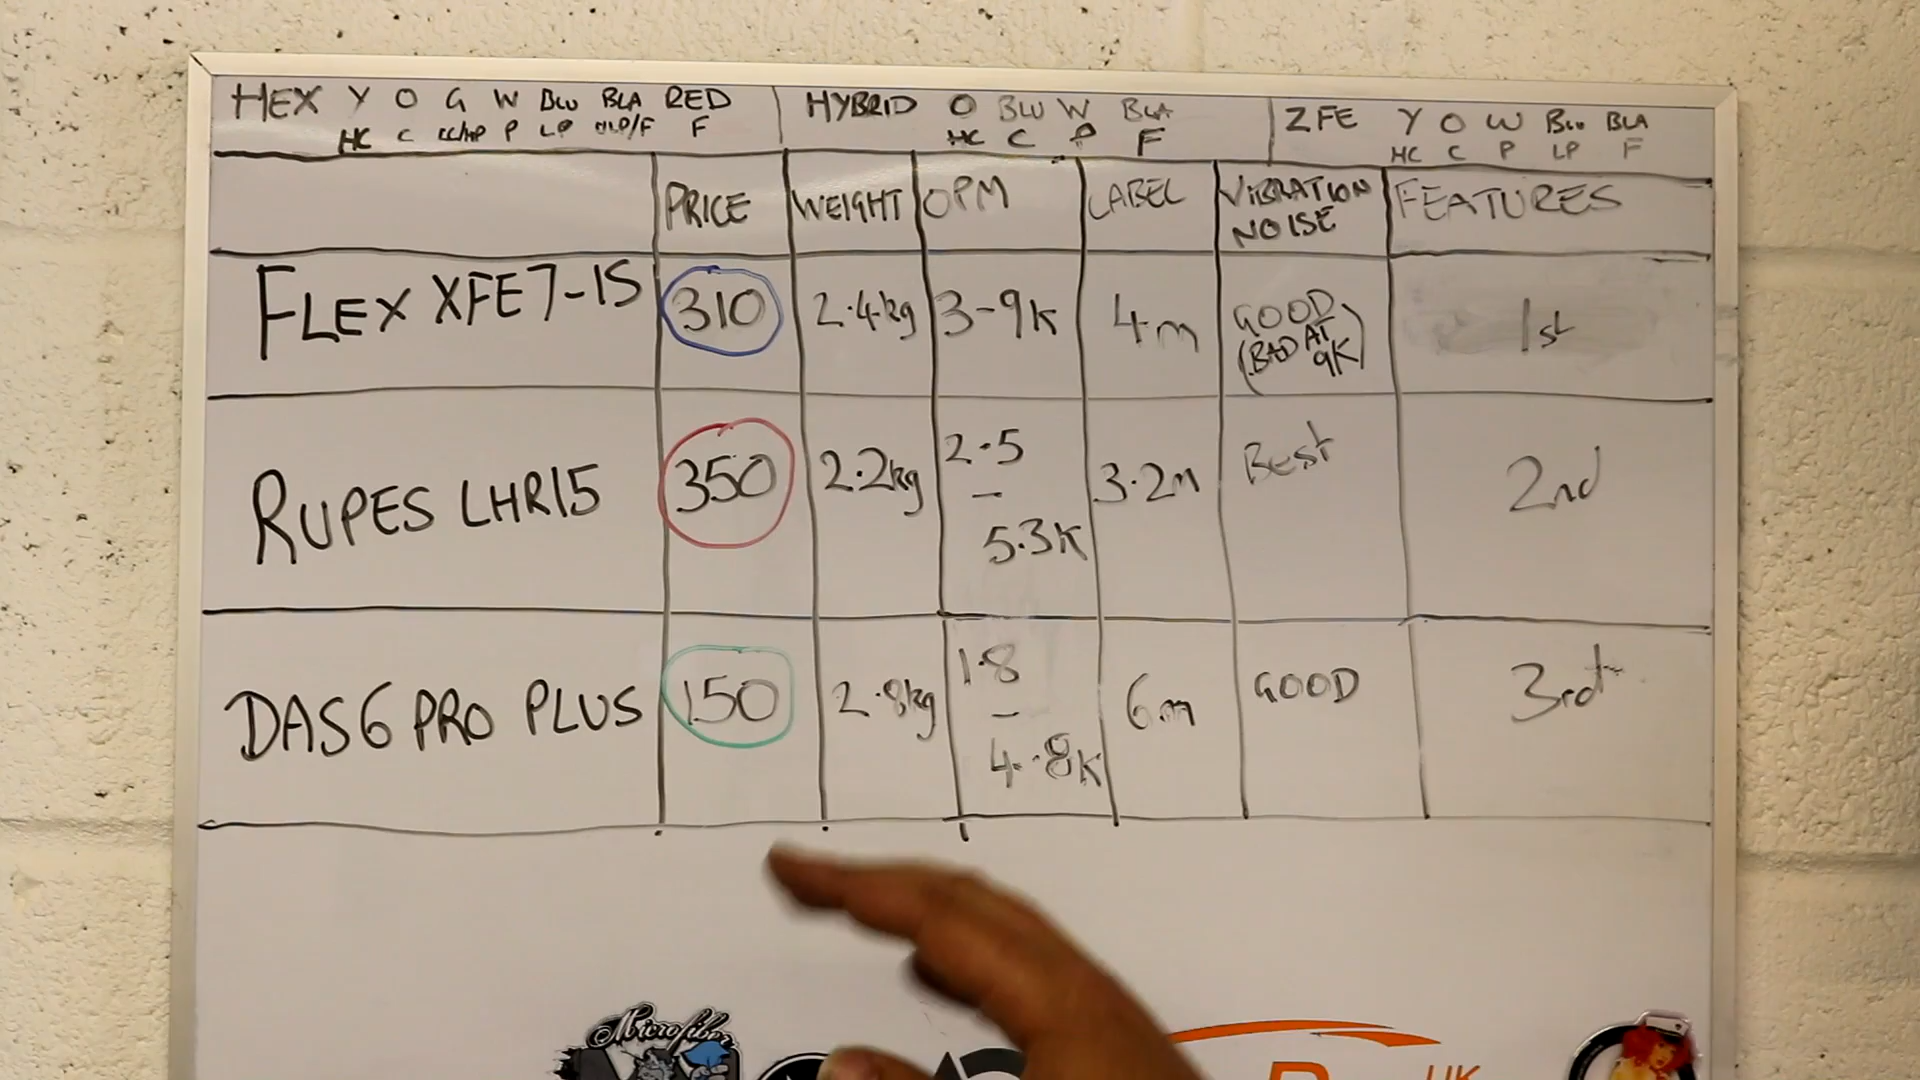 HEX Y O G W BLU BLA RED
HC C CC/HP P LP F
HYBRID O BLU W BLA
HC C P F
ZFE Y O W BLU BLA
HC C P LP F
PRICE WEIGHT OPM LABEL VIBRATION NOISE FEATURES
FLEX XFE7-15 310 2.4kg 3-9K 4m GOOD (BAD AT 9K) 1st
RUPES LHR15 350 2.2kg 2.5 - 5.3K 3.2m BEST 2nd
DAS6 PRO PLUS 150 2.8kg 1.8 - 4.8K 6m GOOD 3rd
Microfiber
UK